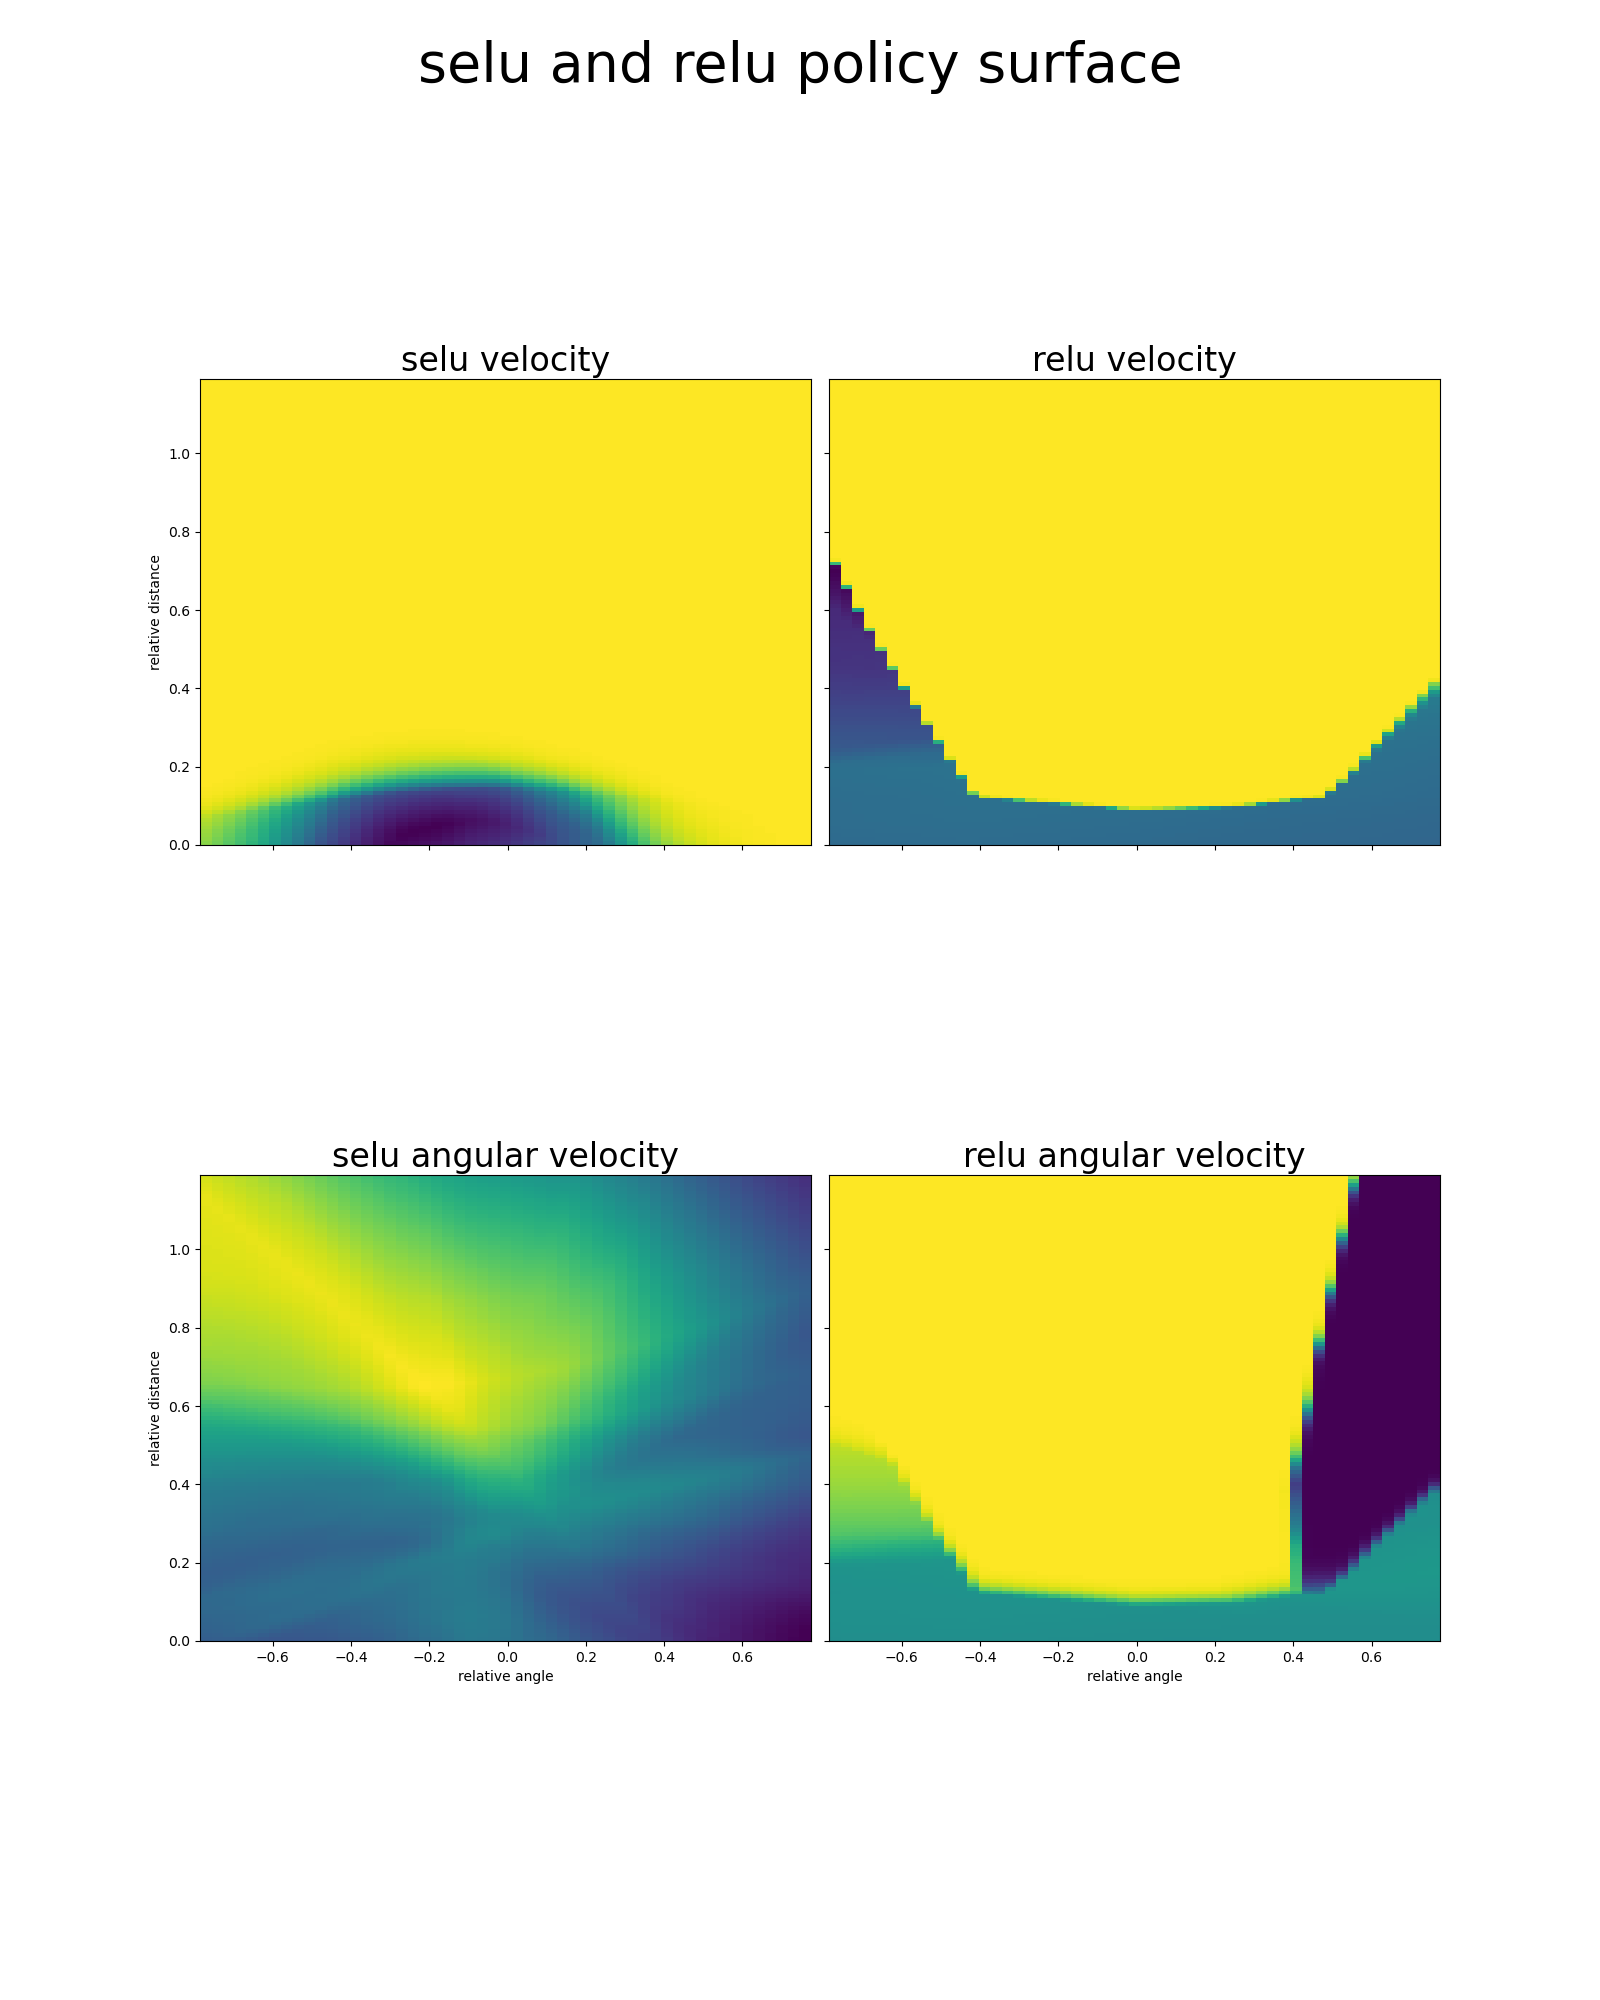 selu and relu policy surface
selu velocity
relu velocity
relative distance
1.0
0.8
0.6
0.4
0.2
0.0
selu angular velocity
relu angular velocity
relative distance
1.0
0.8
0.6
0.4
0.2
0.0
−0.6 −0.4 −0.2 0.0 0.2 0.4 0.6
relative angle
−0.6 −0.4 −0.2 0.0 0.2 0.4 0.6
relative angle